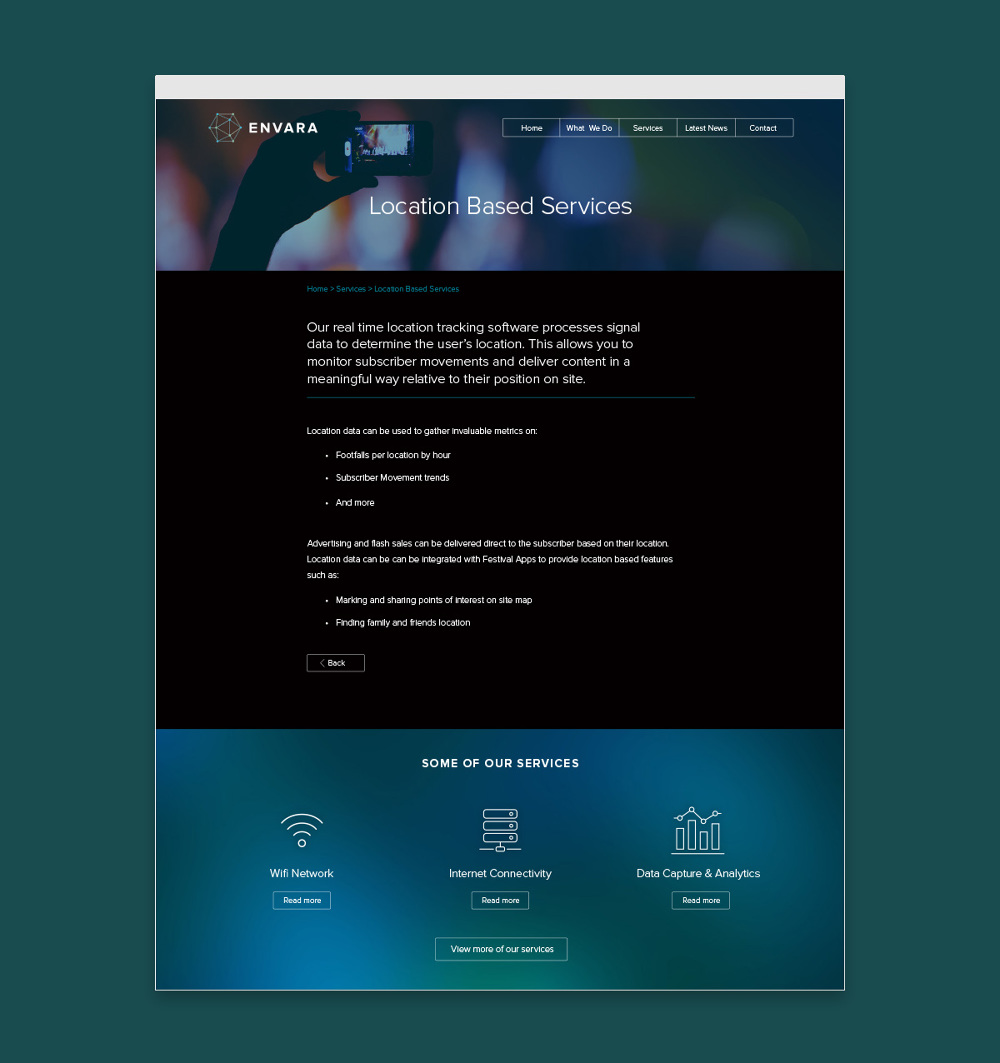 ENVARA
Home What We Do Services Latest News Contact
Location Based Services
Home > Services > Location Based Services
Our real time location tracking software processes signal
data to determine the user’s location. This allows you to
monitor subscriber movements and deliver content in a
meaningful way relative to their position on site.
Location data can be used to gather invaluable metrics on:
• Footfalls per location by hour
• Subscriber Movement trends
• And more
Advertising and flash sales can be delivered direct to the subscriber based on their location.
Location data can be can be integrated with Festival Apps to provide location based features
such as:
• Marking and sharing points of interest on site map
• Finding family and friends location
Back
SOME OF OUR SERVICES
Wifi Network Internet Connectivity Data Capture & Analytics
Read more Read more Read more
View more of our services